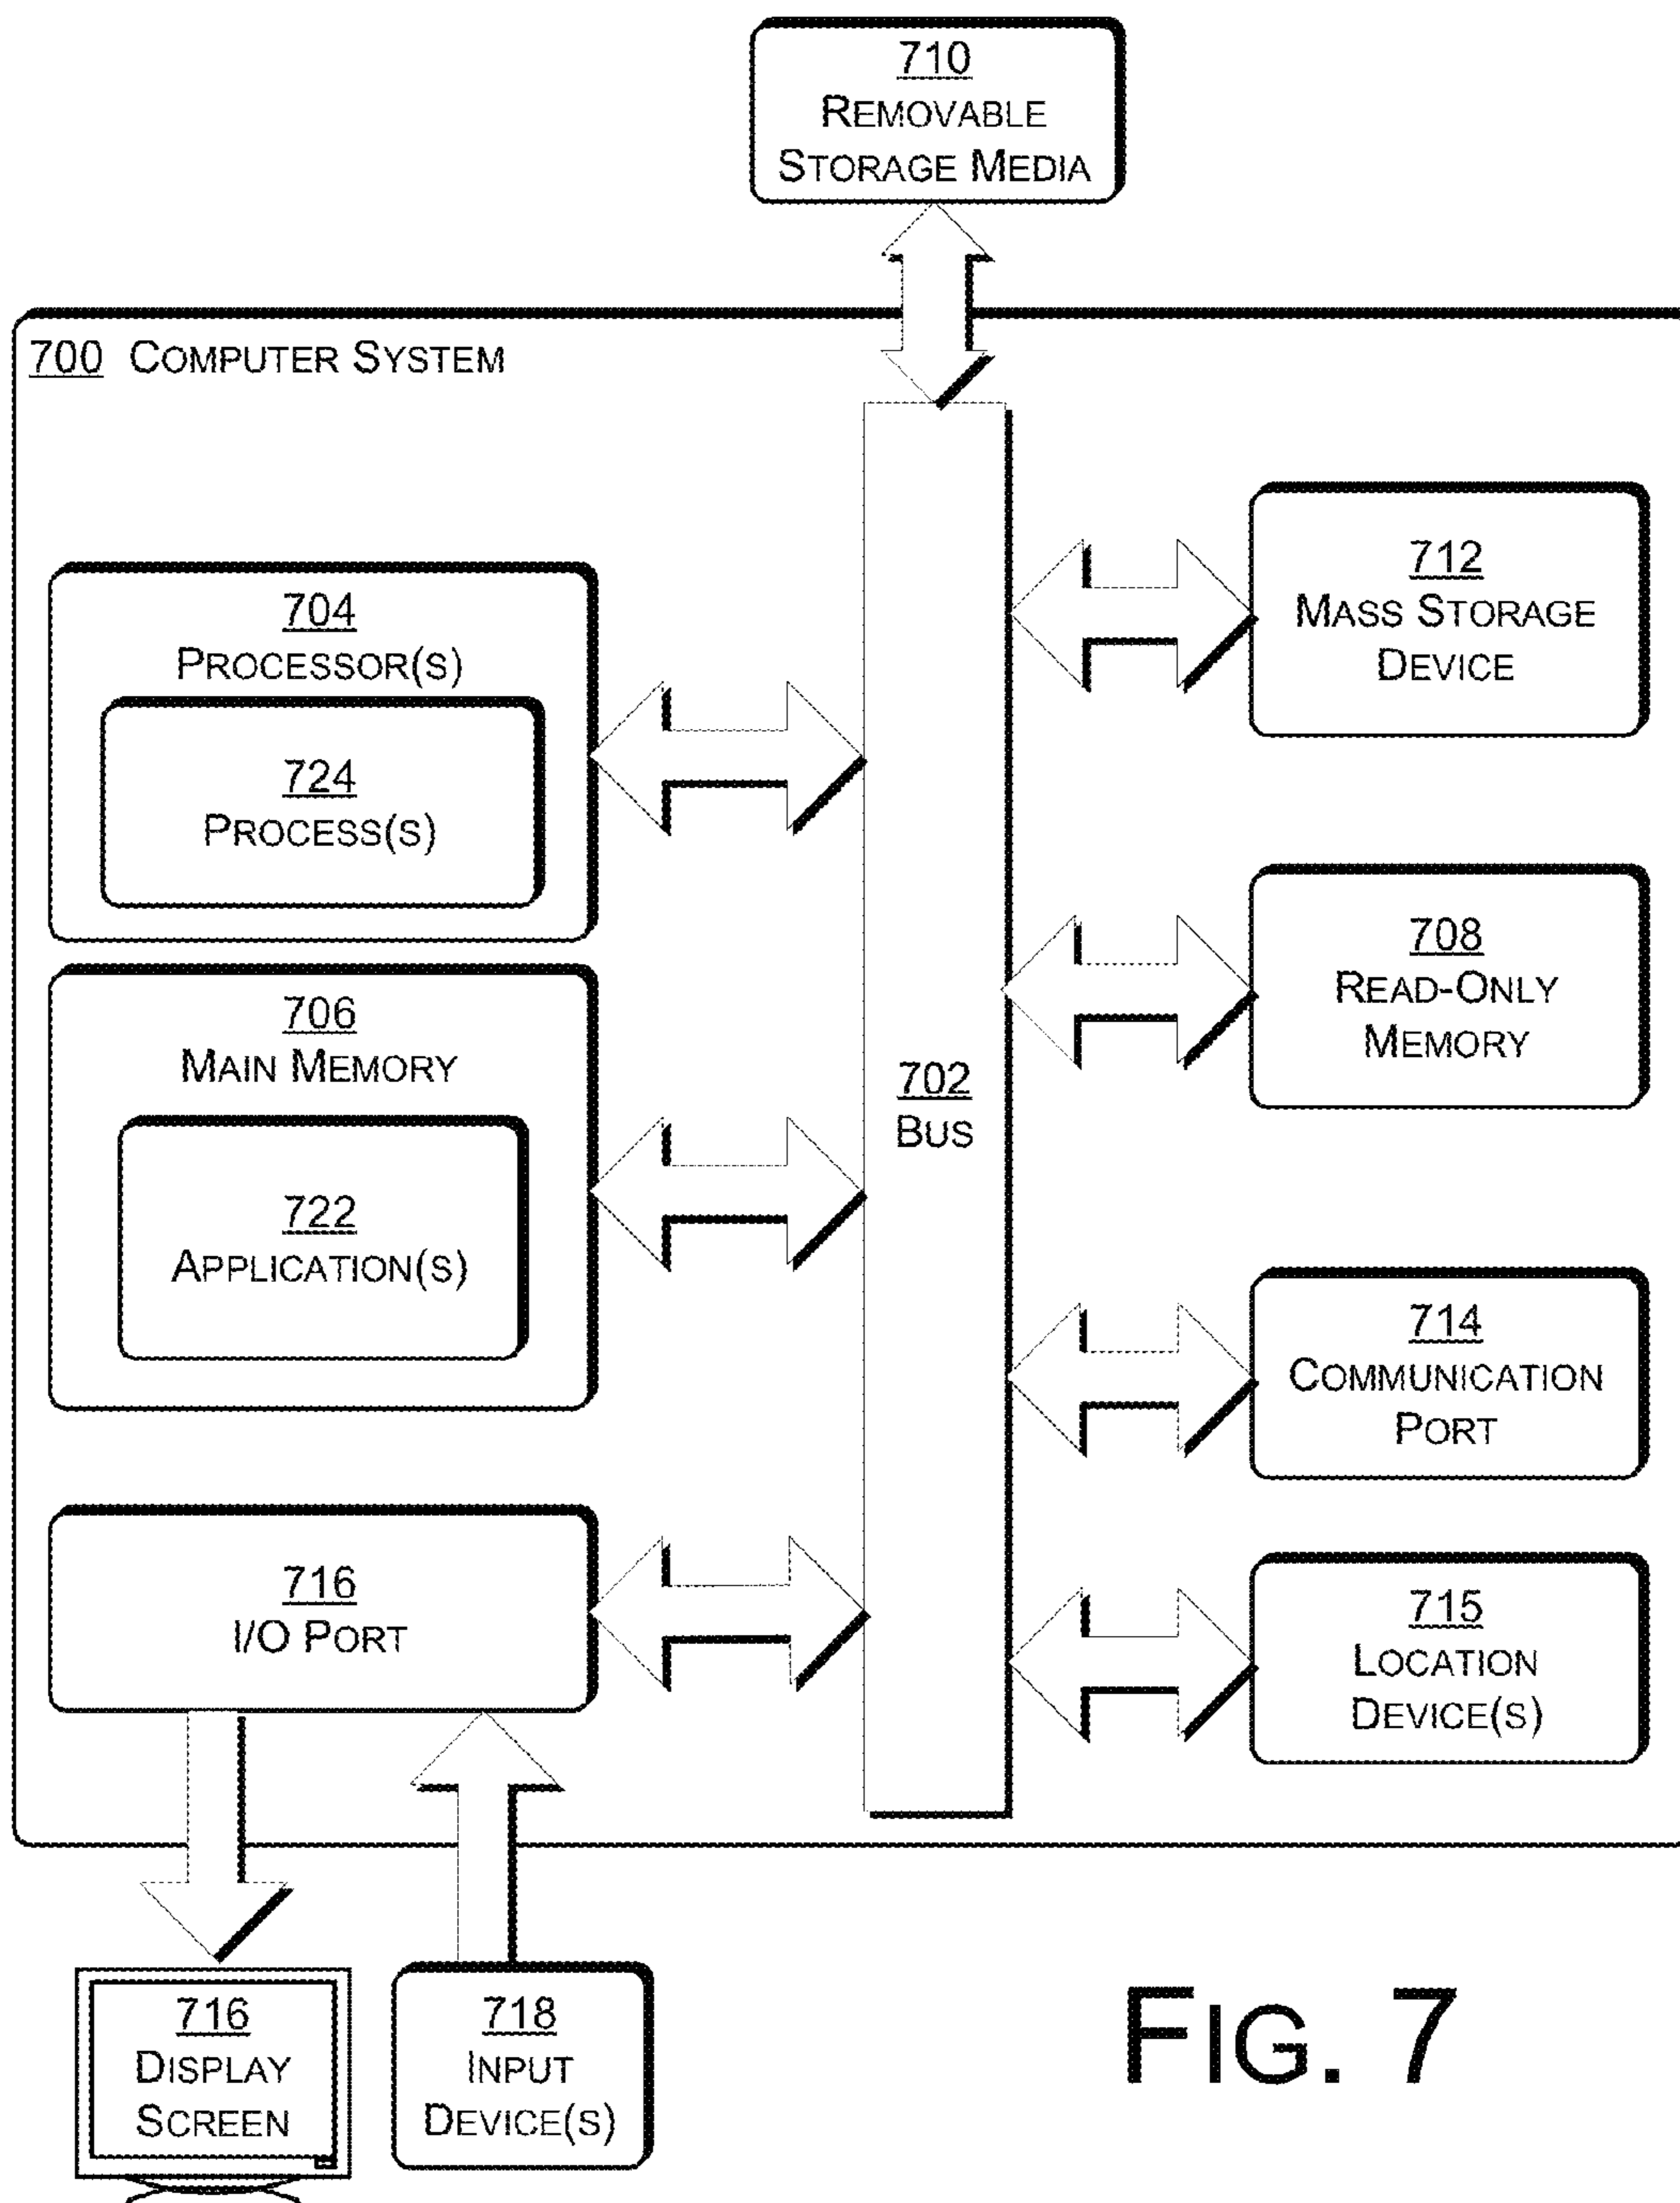 710
REMOVABLE
STORAGE MEDIA
700 COMPUTER SYSTEM
704
PROCESSOR(S)
724
PROCESS(S)
706
MAIN MEMORY
722
APPLICATION(S)
716
I/O PORT
702
BUS
712
MASS STORAGE
DEVICE
708
READ-ONLY
MEMORY
714
COMMUNICATION
PORT
715
LOCATION
DEVICE(S)
716
DISPLAY
SCREEN
718
INPUT
DEVICE(S)
FIG. 7